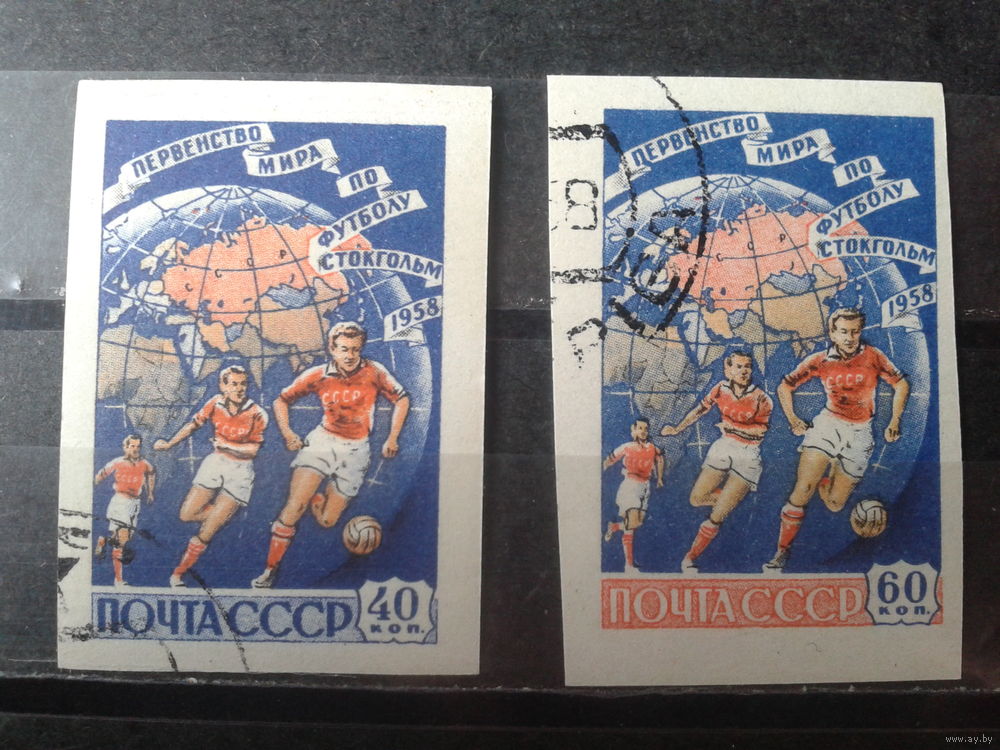 ПЕРВЕНСТВО
МИРА
ПО
ФУТБОЛУ
СТОКГОЛЬМ
1958
С С С Р
СССР
СССР
СССР
ПОЧТА СССР
40
КОП.
ПЕРВЕНСТВО
МИРА
ПО
ФУТБОЛУ
СТОКГОЛЬМ
1958
С С С Р
СССР
СССР
СССР
ПОЧТА СССР
60
КОП.
www.ay.by